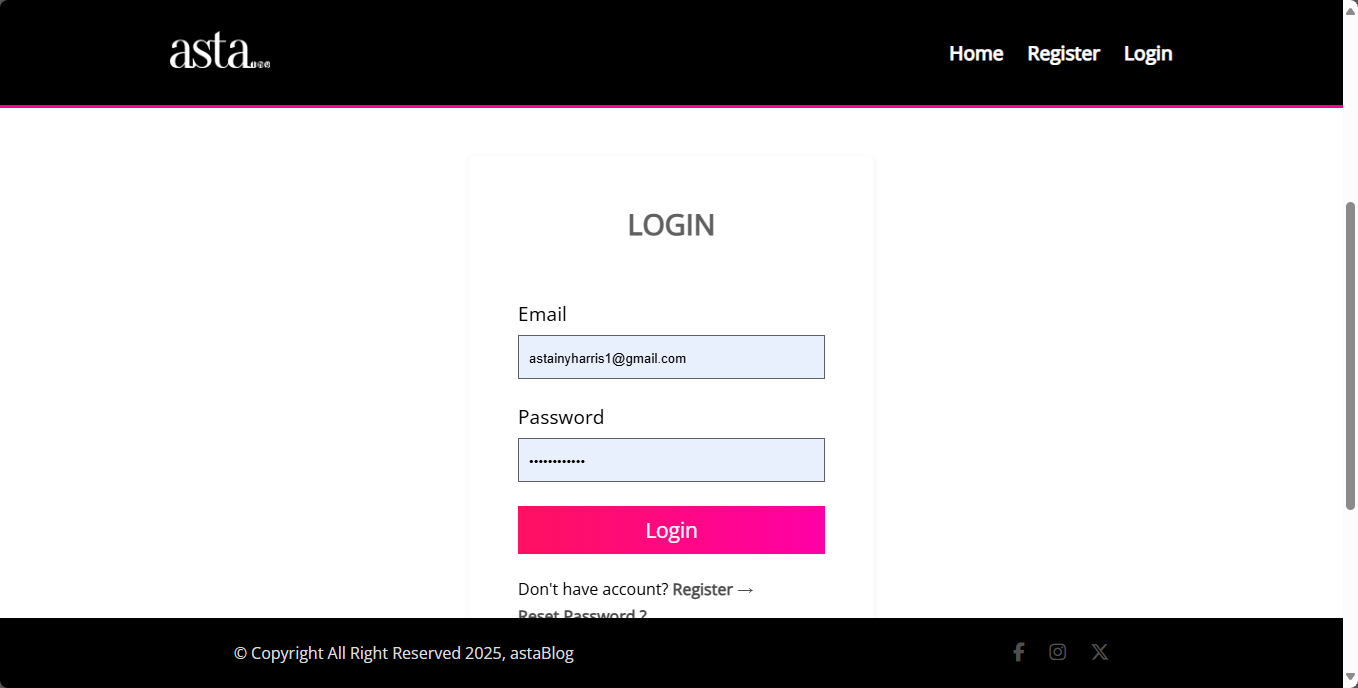 asta
Home Register Login
LOGIN
Email
astainyharris1@gmail.com
Password
••••••••••••
Login
Don't have account? Register →
Reset Password ?
© Copyright All Right Reserved 2025, astaBlog